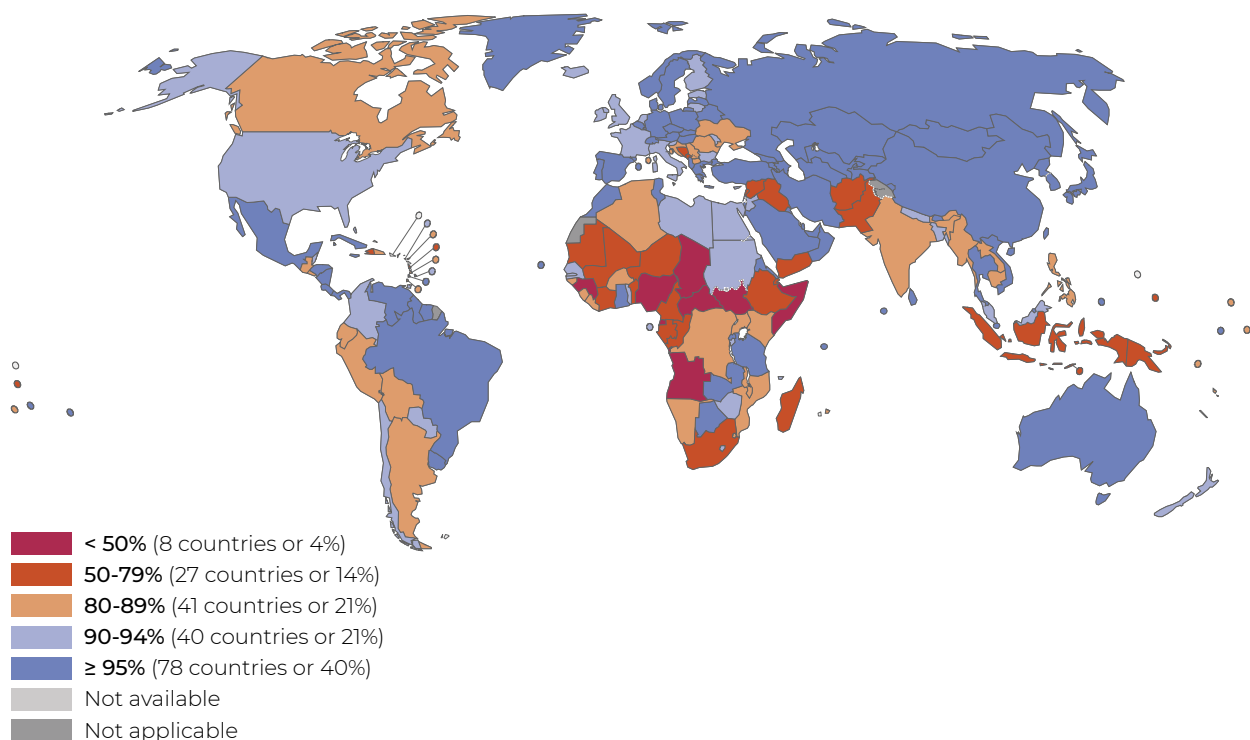 < 50% (8 countries or 4%)
50-79% (27 countries or 14%)
80-89% (41 countries or 21%)
90-94% (40 countries or 21%)
≥ 95% (78 countries or 40%)
Not available
Not applicable